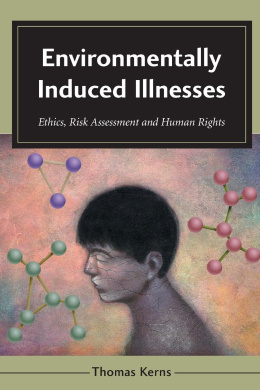 Environmentally
Induced Illnesses
Ethics, Risk Assessment and Human Rights
Thomas Kerns